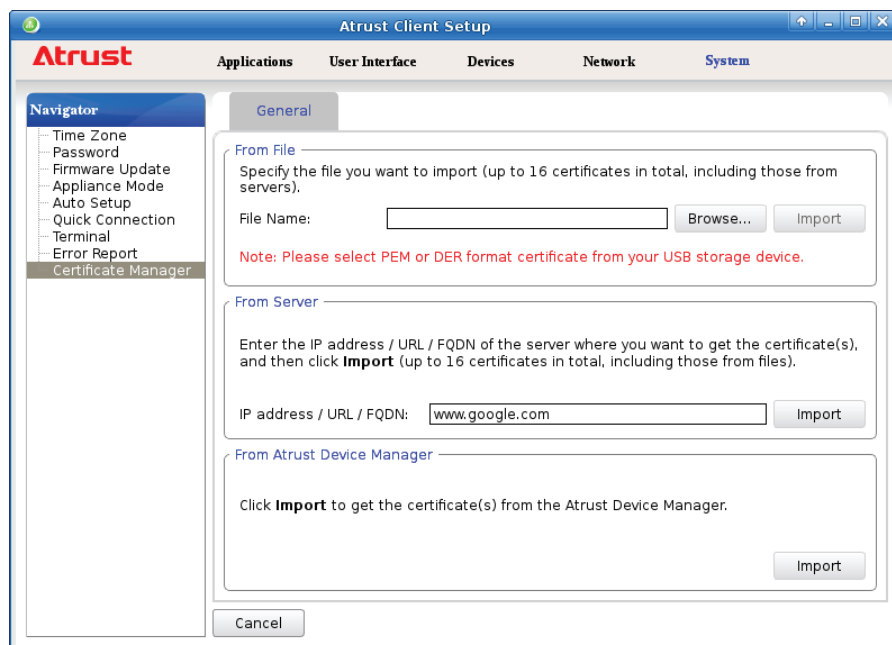 Atrust Client Setup
Atrust
Applications User Interface Devices Network System
Navigator
Time Zone
Password
Firmware Update
Appliance Mode
Auto Setup
Quick Connection
Terminal
Error Report
Certificate Manager
General
From File
Specify the file you want to import (up to 16 certificates in total, including those from
servers).
File Name: Browse... Import
Note: Please select PEM or DER format certificate from your USB storage device.
From Server
Enter the IP address / URL / FQDN of the server where you want to get the certificate(s),
and then click Import (up to 16 certificates in total, including those from files).
IP address / URL / FQDN: www.google.com Import
From Atrust Device Manager
Click Import to get the certificate(s) from the Atrust Device Manager.
Import
Cancel